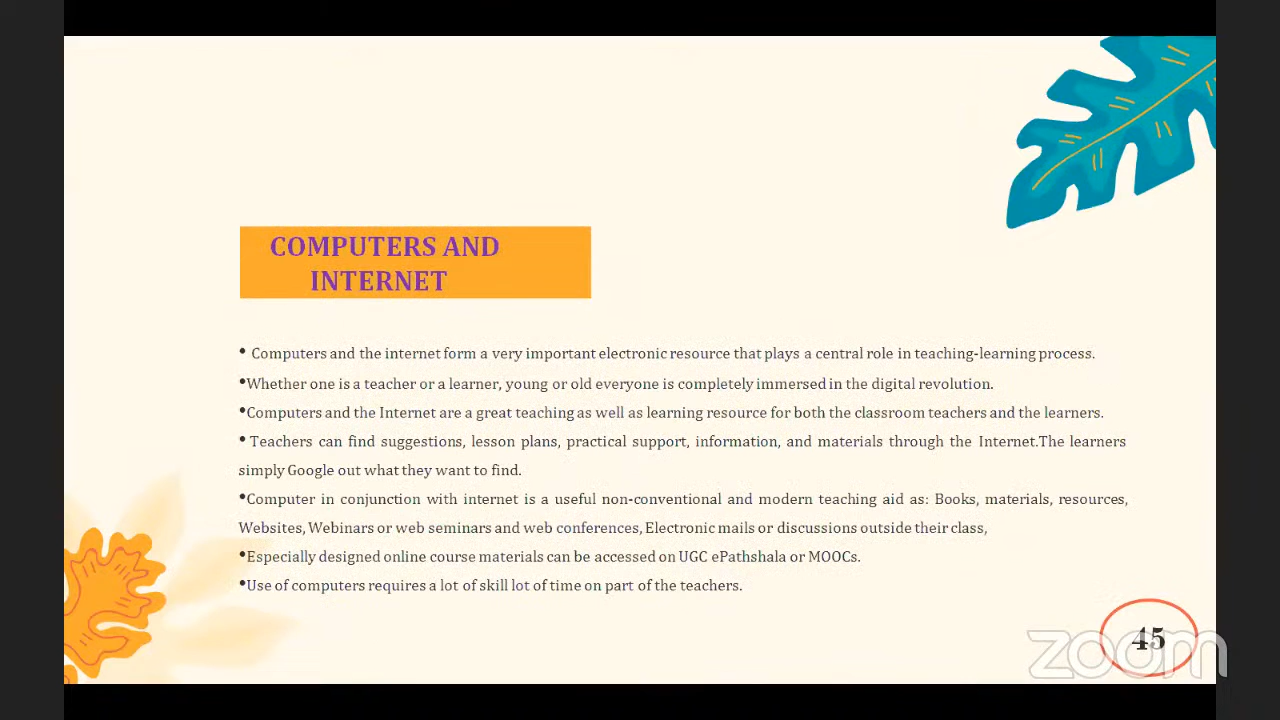 COMPUTERS AND
INTERNET
• Computers and the internet form a very important electronic resource that plays a central role in teaching-learning process.
•Whether one is a teacher or a learner, young or old everyone is completely immersed in the digital revolution.
•Computers and the Internet are a great teaching as well as learning resource for both the classroom teachers and the learners.
• Teachers can find suggestions, lesson plans, practical support, information, and materials through the Internet.The learners
simply Google out what they want to find.
•Computer in conjunction with internet is a useful non-conventional and modern teaching aid as: Books, materials, resources,
Websites, Webinars or web seminars and web conferences, Electronic mails or discussions outside their class,
•Especially designed online course materials can be accessed on UGC ePathshala or MOOCs.
•Use of computers requires a lot of skill lot of time on part of the teachers.
45
zoom